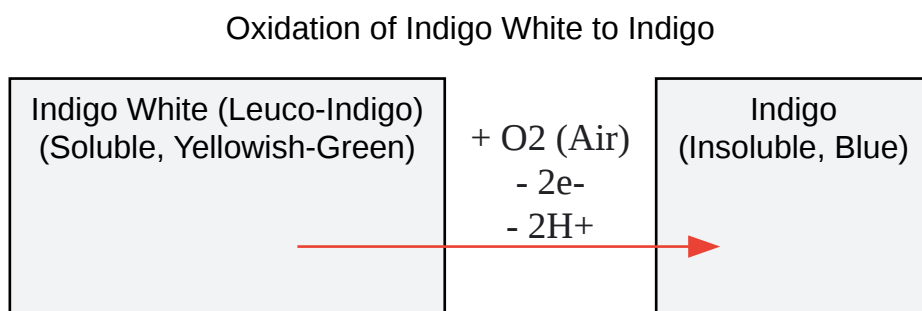 Oxidation of Indigo White to Indigo
Indigo White (Leuco-Indigo)
(Soluble, Yellowish-Green)
+ O2 (Air)
- 2e-
- 2H+
Indigo
(Insoluble, Blue)